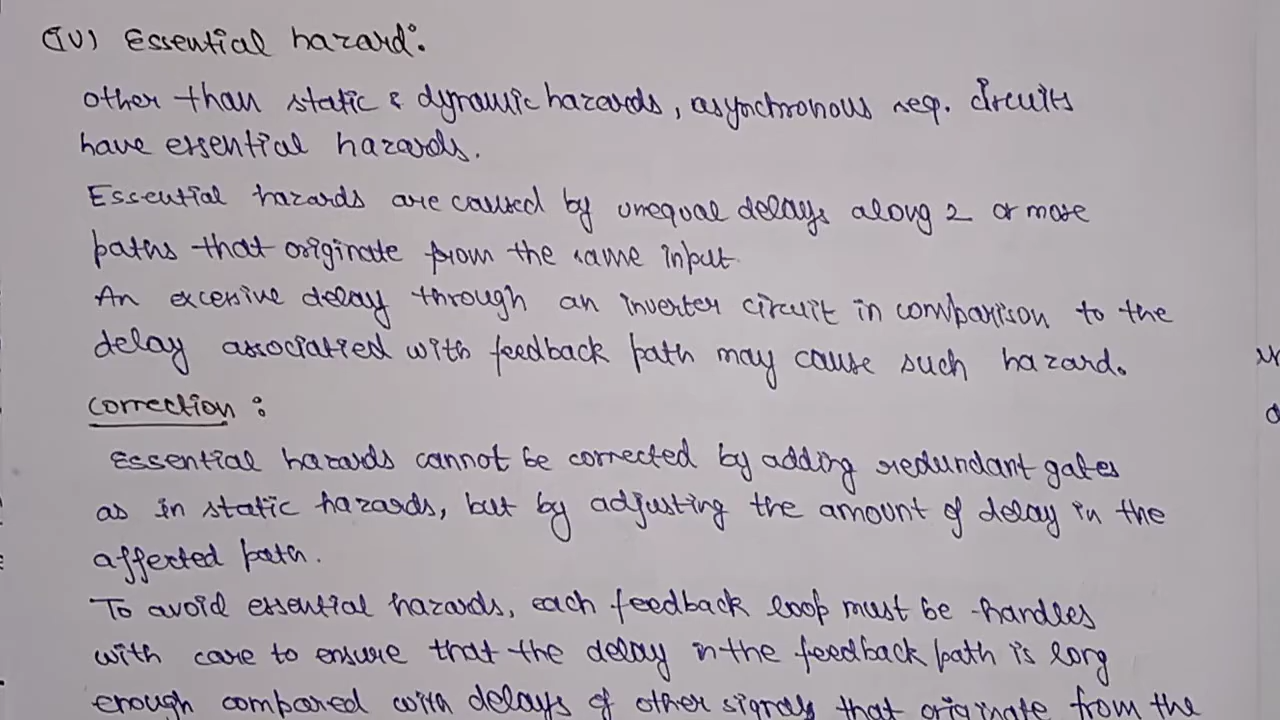 (IV) Essential hazard:
other than static & dynamic hazards, asynchronous seq. circuits
have essential hazards.
Essential hazards are caused by unequal delays along 2 or more
paths that originate from the same input.
An excessive delay through an inverter circuit in comparison to the
delay associatied with feedback path may cause such hazard.
correction :
Essential hazards cannot be corrected by adding redundant gates
as in static hazards, but by adjusting the amount of delay in the
affected path.
To avoid essential hazards, each feedback loop must be handles
with care to ensure that the delay in the feedback path is long
enough compared with delays of other signals that originate from the